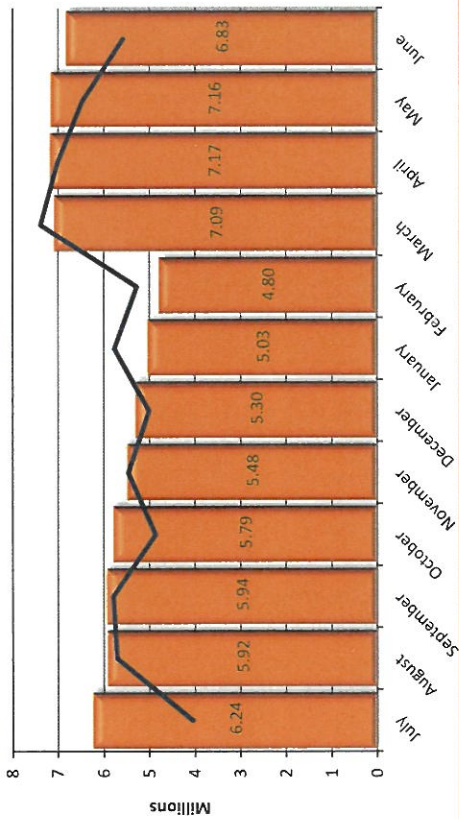 Millions
8
7
6
5
4
3
2
1
0
6.24
5.92
5.94
5.79
5.48
5.30
5.03
4.80
7.09
7.17
7.16
6.83
July
August
September
October
November
December
January
February
March
April
May
June